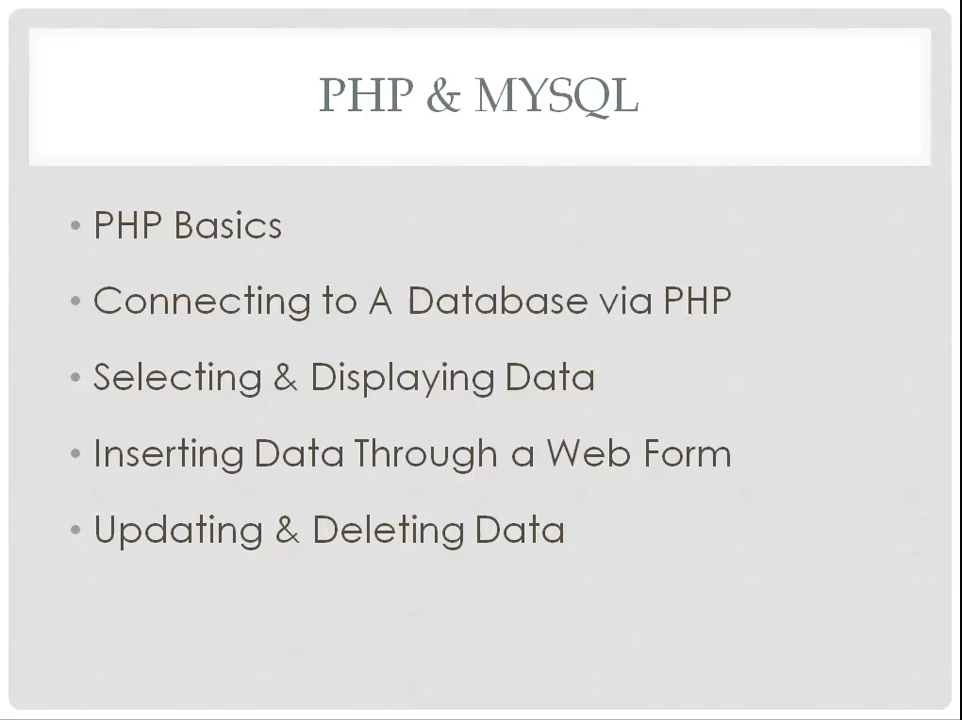 PHP & MYSQL
• PHP Basics
• Connecting to A Database via PHP
• Selecting & Displaying Data
• Inserting Data Through a Web Form
• Updating & Deleting Data